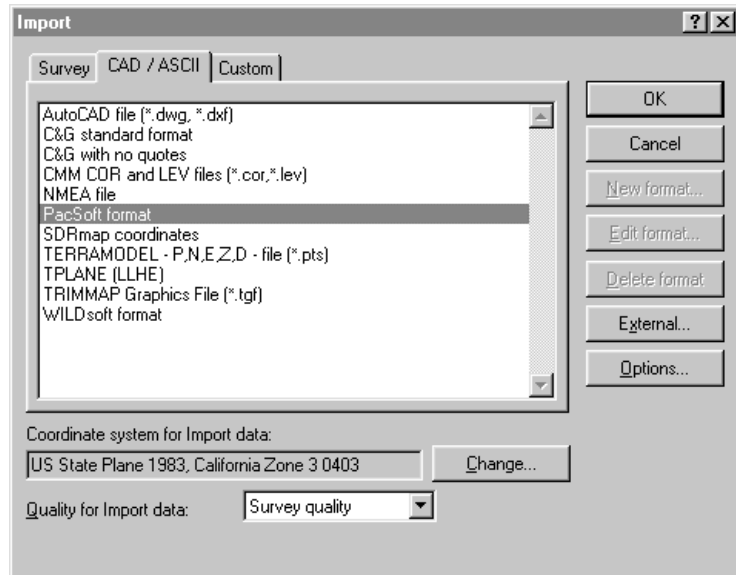 Import
Survey
CAD / ASCII
Custom
AutoCAD file (*.dwg, *.dxf)
C&G standard format
C&G with no quotes
CMM COR and LEV files (*.cor,*.lev)
NMEA file
PacSoft format
SDRmap coordinates
TERRAMODEL - P,N,E,Z,D - file (*.pts)
TPLANE (LLHE)
TRIMMAP Graphics File (*.tgf)
WILDsoft format
OK
Cancel
New format...
Edit format...
Delete format
External...
Options...
Coordinate system for Import data:
US State Plane 1983, California Zone 3 0403
Change...
Quality for Import data:
Survey quality